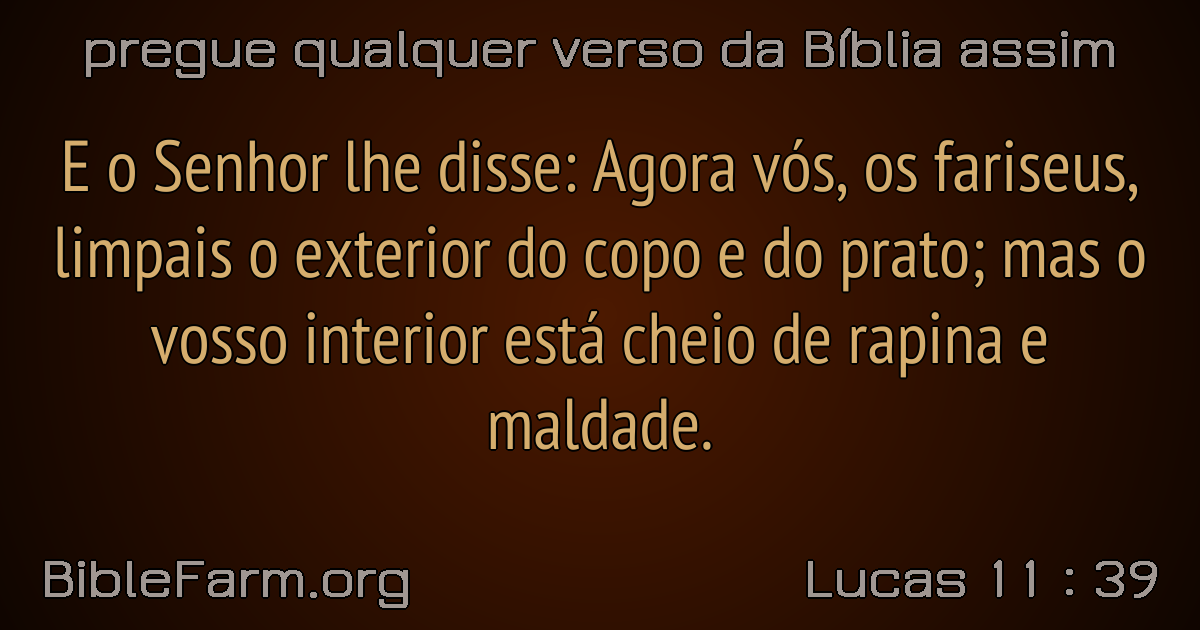 pregue qualquer verso da Bíblia assim
E o Senhor lhe disse: Agora vós, os fariseus,
limpais o exterior do copo e do prato; mas o
vosso interior está cheio de rapina e
maldade.
BibleFarm.org
Lucas 11 : 39